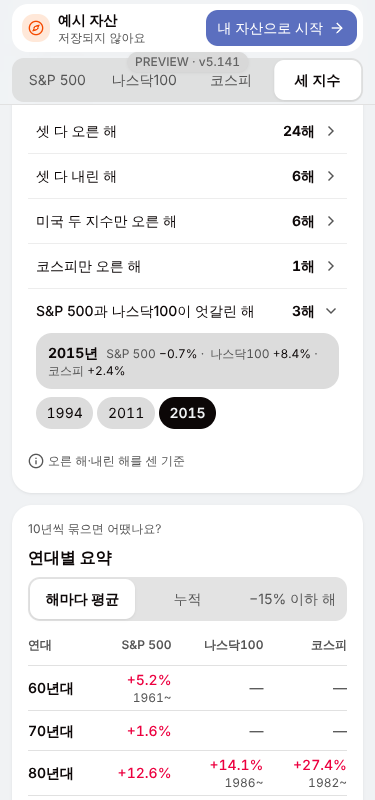 예시 자산
저장되지 않아요
내 자산으로 시작 →
PREVIEW · v5.141
S&P 500 나스닥100 코스피 세 지수
셋 다 오른 해 24해
셋 다 내린 해 6해
미국 두 지수만 오른 해 6해
코스피만 오른 해 1해
S&P 500과 나스닥100이 엇갈린 해 3해
2015년 S&P 500 −0.7% · 나스닥100 +8.4% ·
코스피 +2.4%
1994 2011 2015
오른 해·내린 해를 센 기준
10년씩 묶으면 어땠나요?
연대별 요약
해마다 평균 누적 −15% 이하 해
연대 S&P 500 나스닥100 코스피
60년대 +5.2% — —
1961~
70년대 +1.6% — —
80년대 +12.6% +14.1% +27.4%
1986~ 1982~